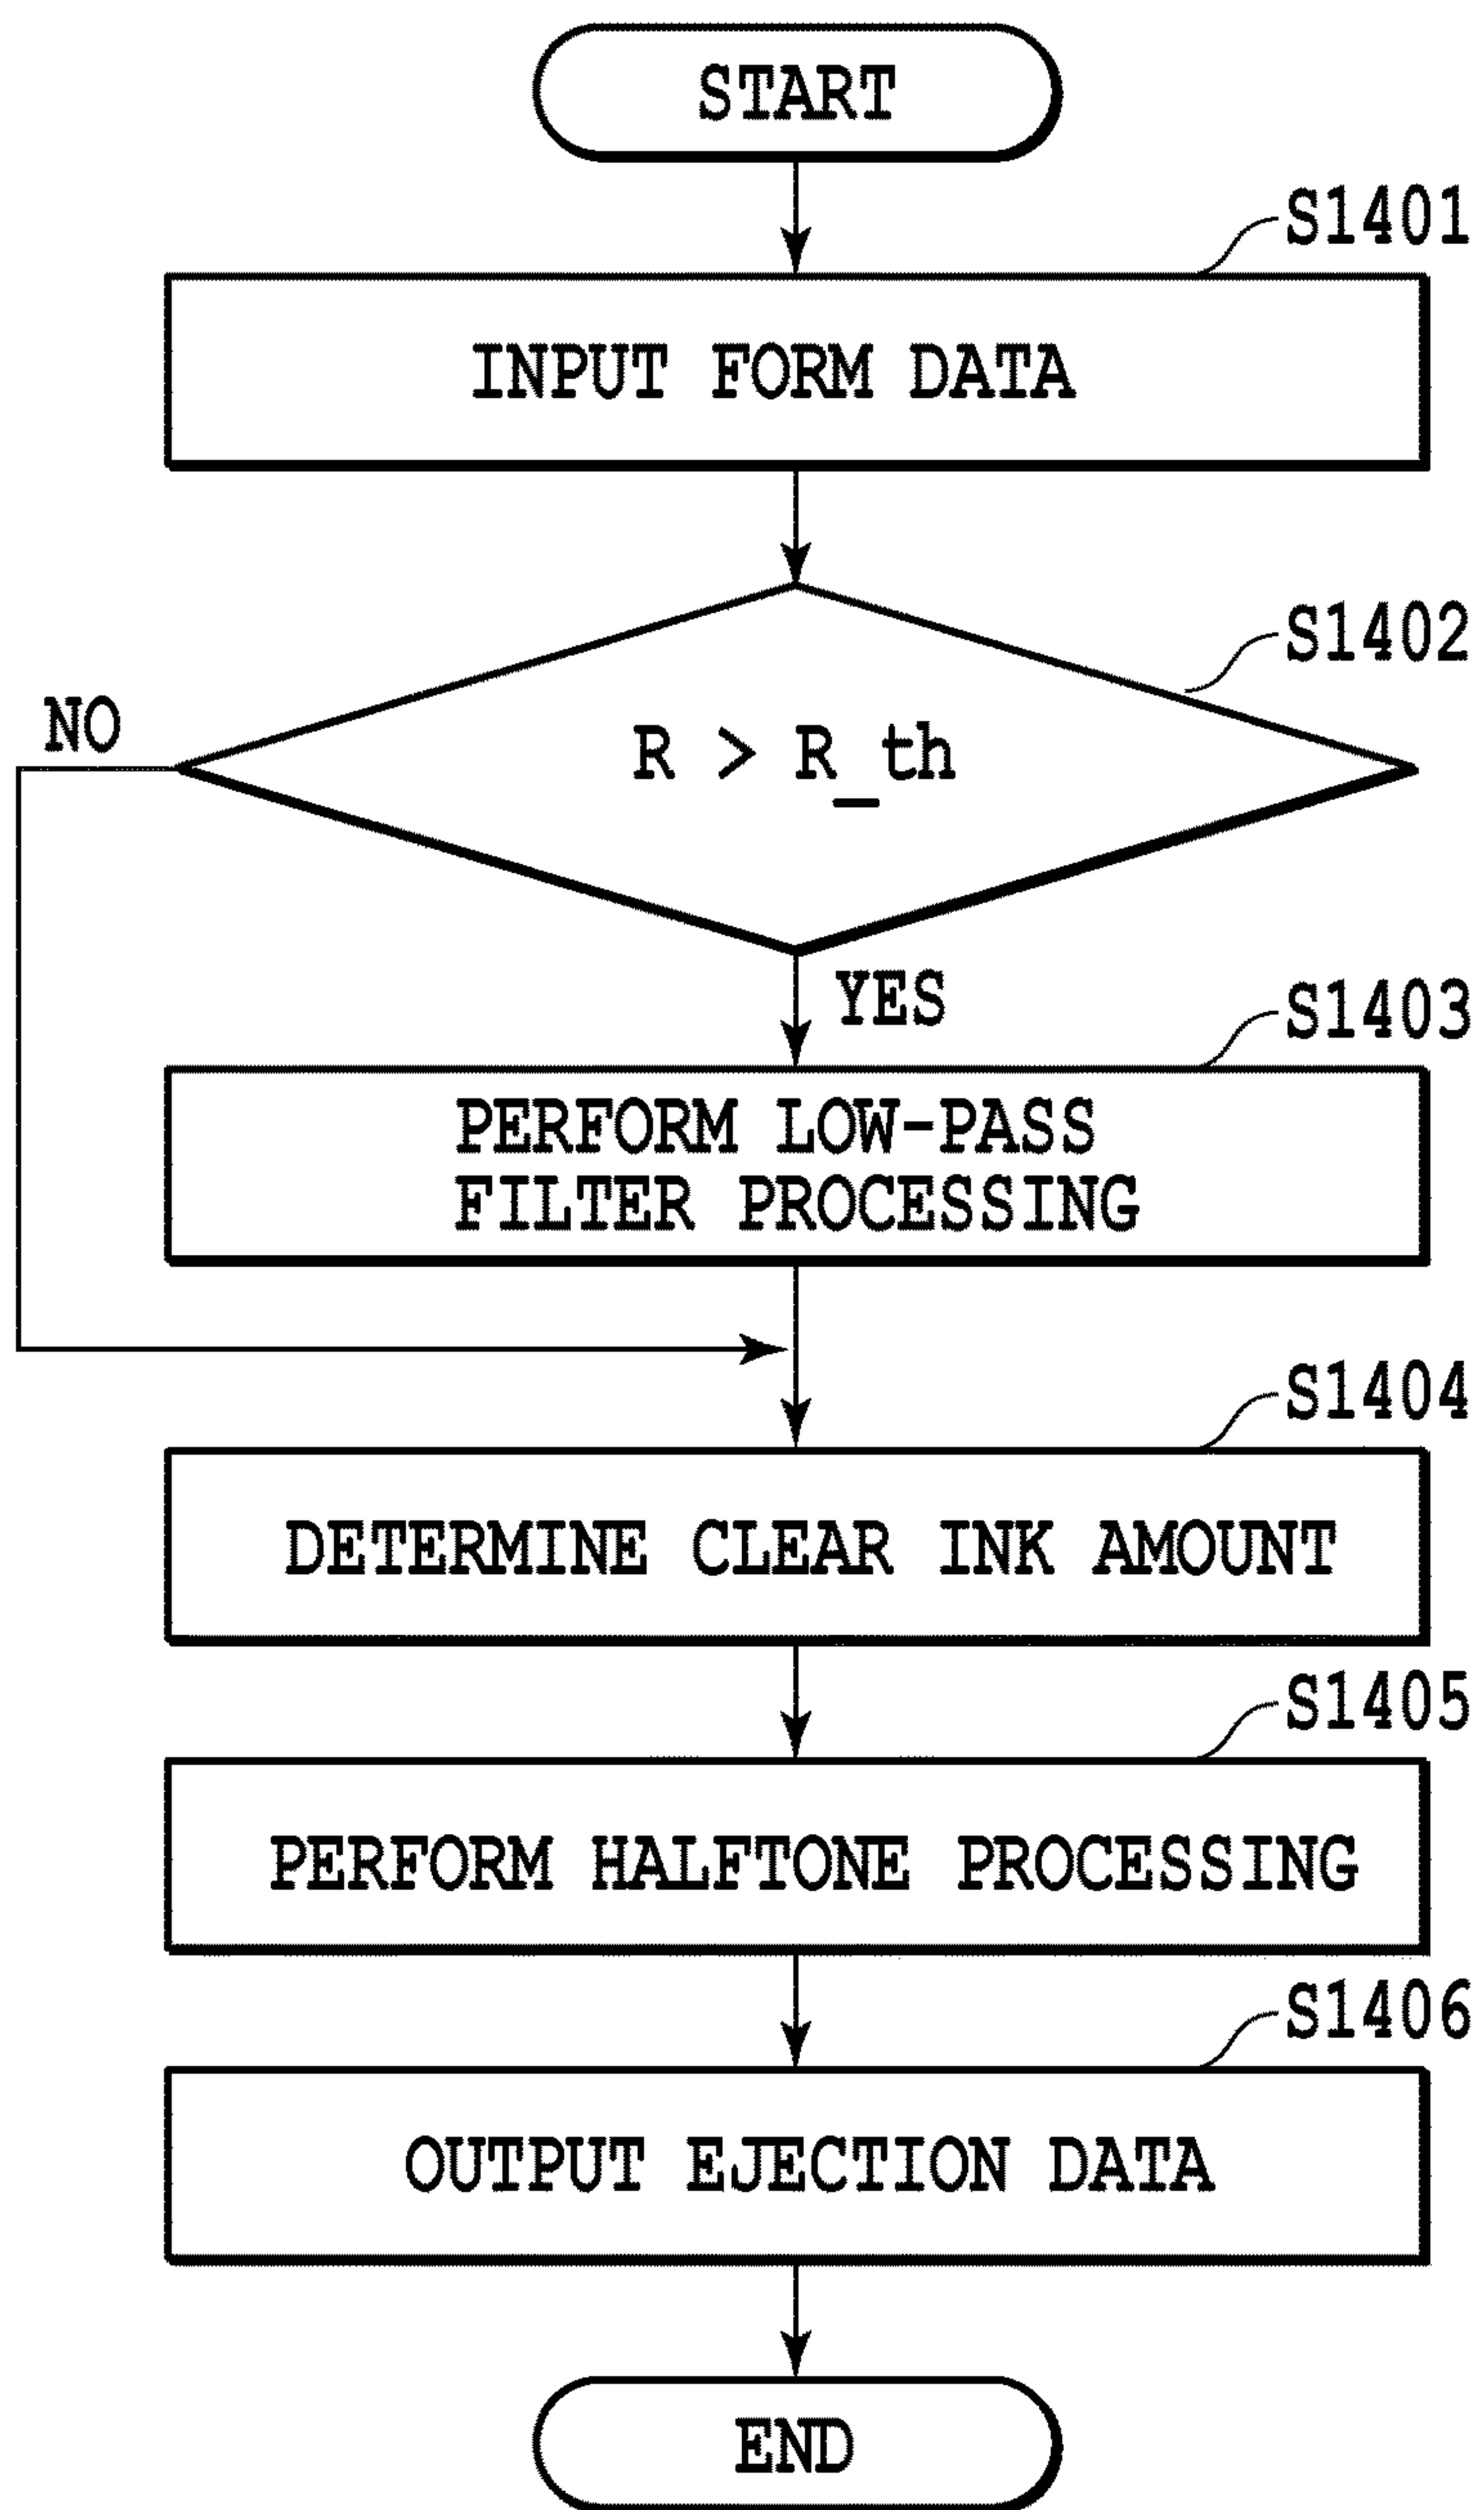 START
S1401
INPUT FORM DATA
S1402
NO
R > R_th
YES
S1403
PERFORM LOW-PASS
FILTER PROCESSING
S1404
DETERMINE CLEAR INK AMOUNT
S1405
PERFORM HALFTONE PROCESSING
S1406
OUTPUT EJECTION DATA
END